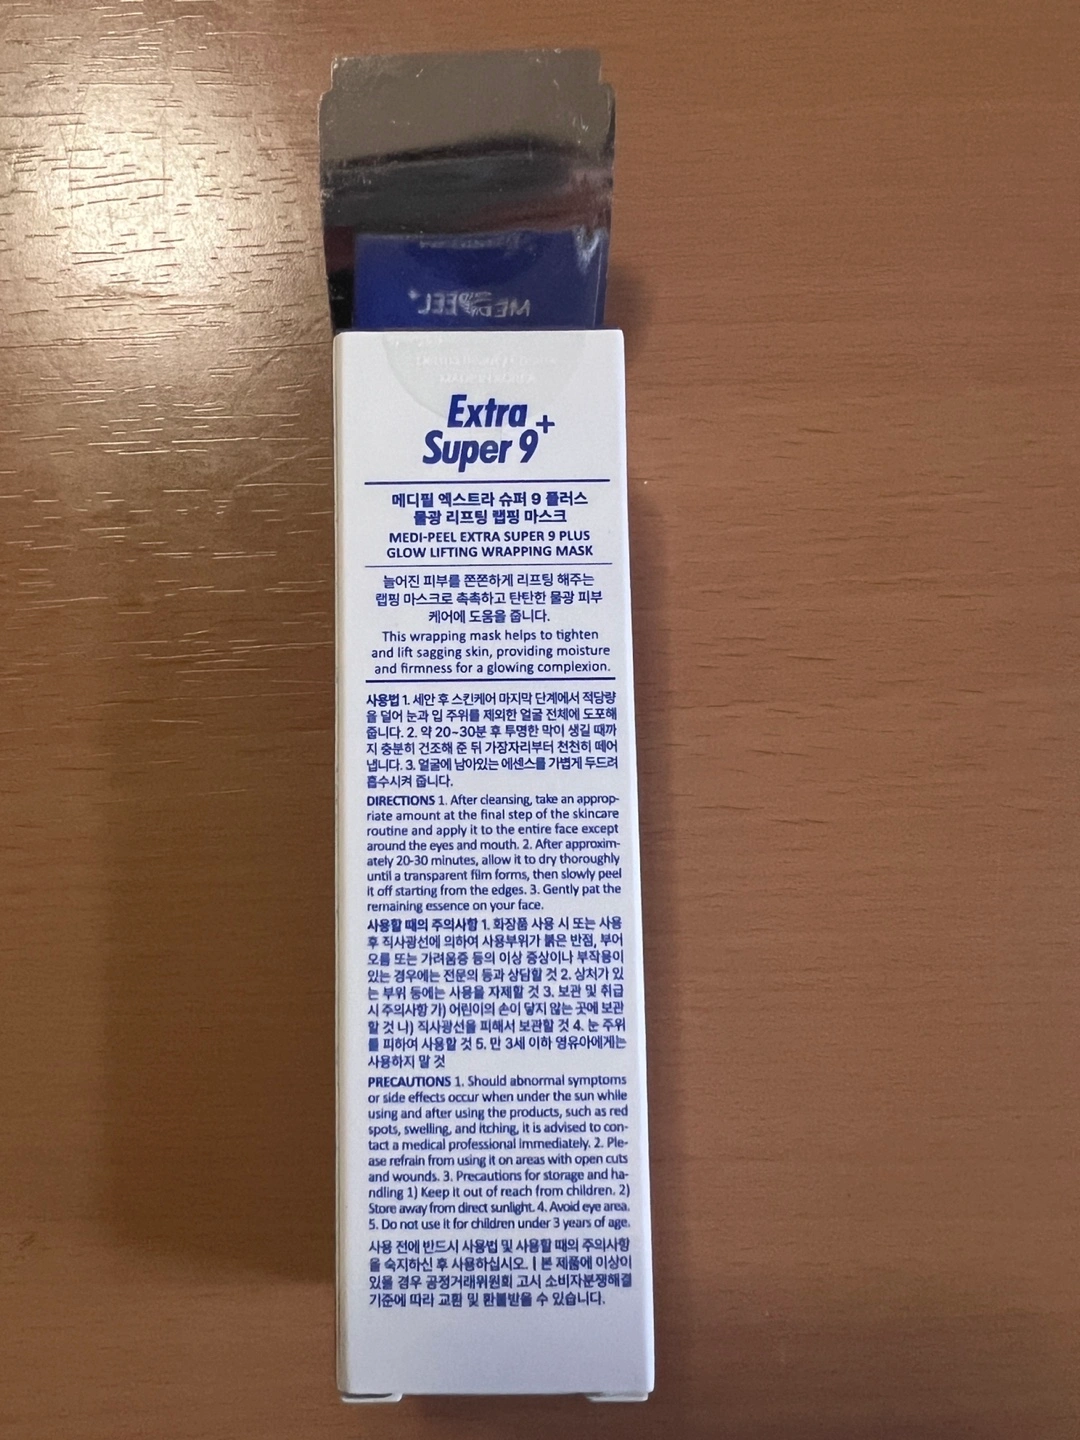 MEDI PEEL+
Extra
Super 9+
메디필 엑스트라 슈퍼 9 플러스
물광 리프팅 랩핑 마스크
MEDI-PEEL EXTRA SUPER 9 PLUS
GLOW LIFTING WRAPPING MASK
늘어진 피부를 쫀쫀하게 리프팅 해주는
랩핑 마스크로 촉촉하고 탄탄한 물광 피부
케어에 도움을 줍니다.
This wrapping mask helps to tighten
and lift sagging skin, providing moisture
and firmness for a glowing complexion.
사용법 1. 세안 후 스킨케어 마지막 단계에서 적당량
을 덜어 눈과 입 주위를 제외한 얼굴 전체에 도포해
줍니다. 2. 약 20~30분 후 투명한 막이 생길 때까
지 충분히 건조해 준 뒤 가장자리부터 천천히 떼어
냅니다. 3. 얼굴에 남아있는 에센스를 가볍게 두드려
흡수시켜 줍니다.
DIRECTIONS 1. After cleansing, take an approp-
riate amount at the final step of the skincare
routine and apply it to the entire face except
around the eyes and mouth. 2. After approxim-
ately 20-30 minutes, allow it to dry thoroughly
until a transparent film forms, then slowly peel
it off starting from the edges. 3. Gently pat the
remaining essence on your face.
사용할 때의 주의사항 1. 화장품 사용 시 또는 사용
후 직사광선에 의하여 사용부위가 붉은 반점, 부어
오름 또는 가려움증 등의 이상 증상이나 부작용이
있는 경우에는 전문의 등과 상담할 것 2. 상처가 있
는 부위 등에는 사용을 자제할 것 3. 보관 및 취급
시 주의사항 가) 어린이의 손이 닿지 않는 곳에 보관
할 것 나) 직사광선을 피해서 보관할 것 4. 눈 주위
를 피하여 사용할 것 5. 만 3세 이하 영유아에게는
사용하지 말 것
PRECAUTIONS 1. Should abnormal symptoms
or side effects occur when under the sun while
using and after using the products, such as red
spots, swelling, and itching, it is advised to con-
tact a medical professional immediately. 2. Ple-
ase refrain from using it on areas with open cuts
and wounds. 3. Precautions for storage and ha-
ndling 1) Keep it out of reach from children. 2)
Store away from direct sunlight. 4. Avoid eye area.
5. Do not use it for children under 3 years of age.
사용 전에 반드시 사용법 및 사용할 때의 주의사항
을 숙지하신 후 사용하십시오. | 본 제품에 이상이
있을 경우 공정거래위원회 고시 소비자분쟁해결
기준에 따라 교환 및 환불받을 수 있습니다.